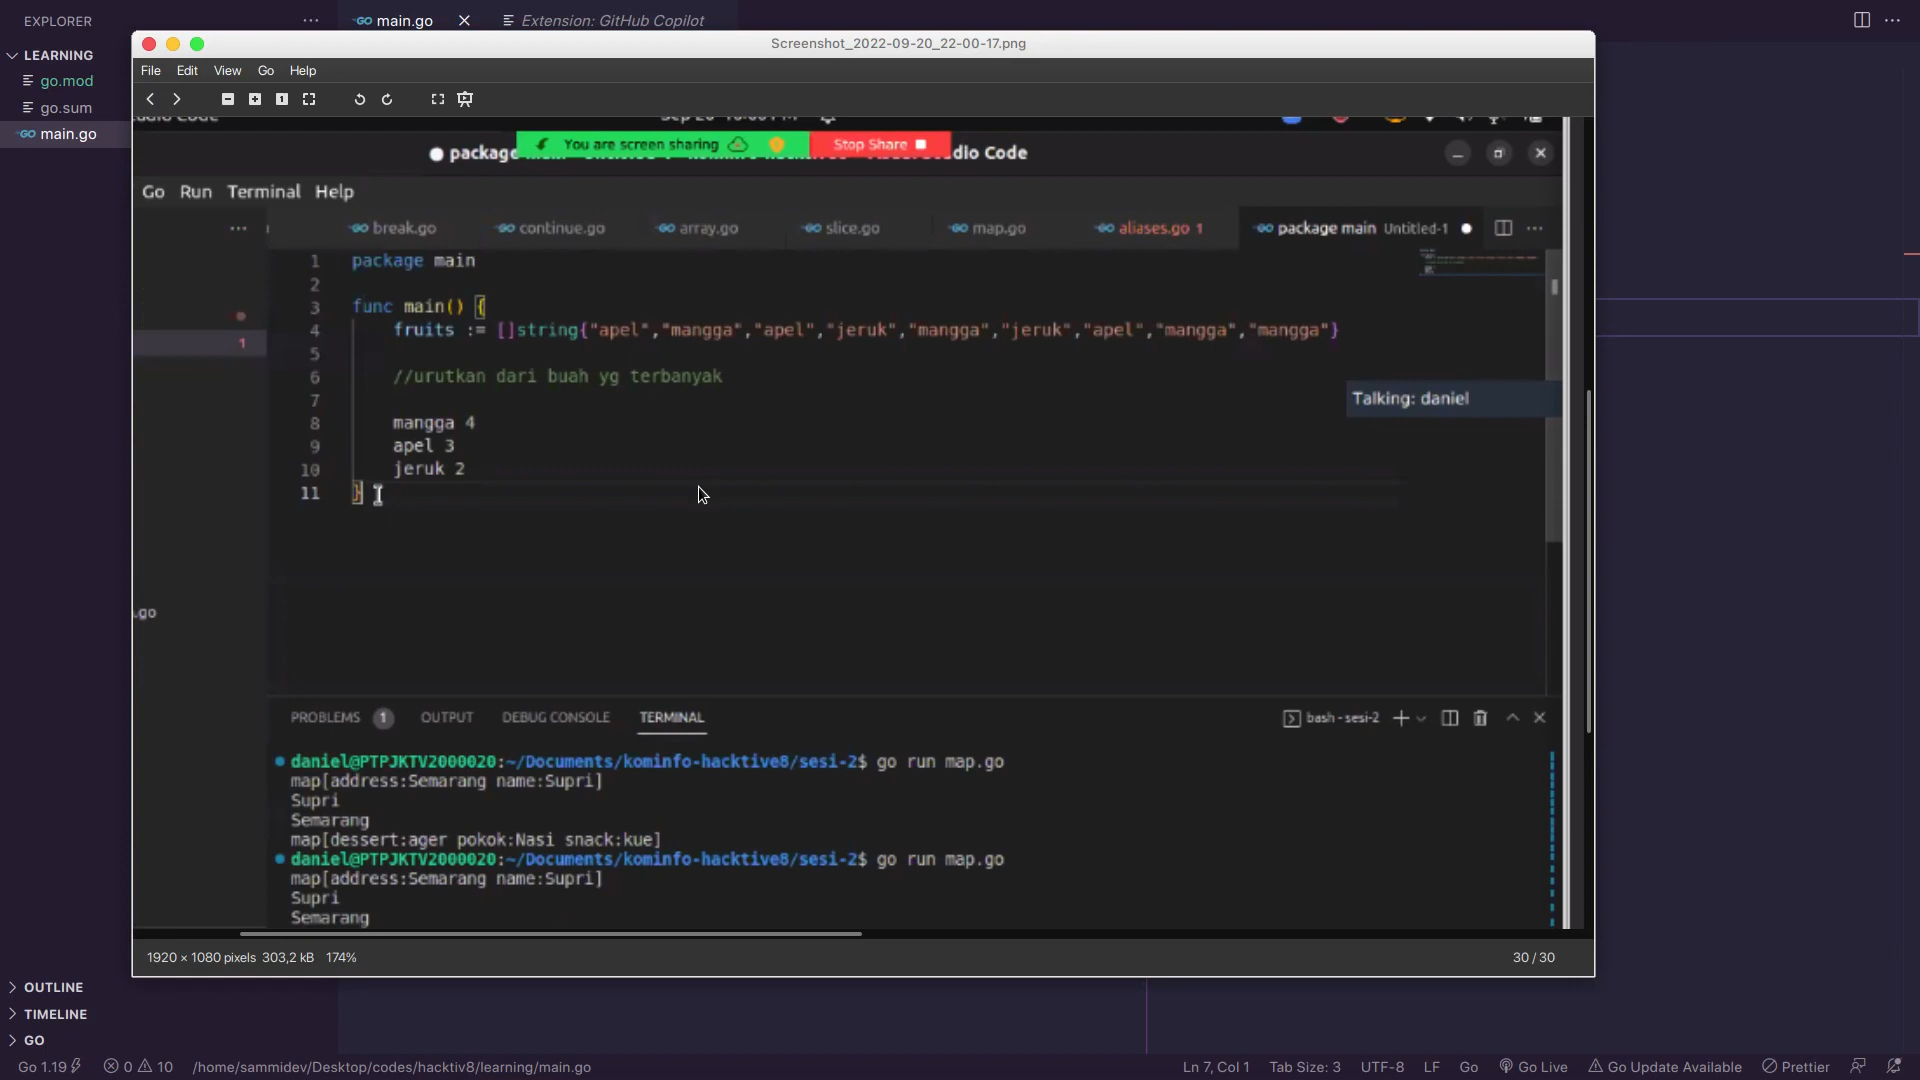 EXPLORER
main.go
Extension: GitHub Copilot
LEARNING
go.mod
go.sum
main.go
Screenshot_2022-09-20_22-00-17.png
File Edit View Go Help
You are screen sharing
Stop Share
package
dio Code
Go Run Terminal Help
break.go continue.go array.go slice.go map.go aliases.go 1 package main Untitled-1
1 package main
2
3 func main() {
4 fruits := []string{"apel","mangga","apel","jeruk","mangga","jeruk","apel","mangga","mangga"}
1
5
6 //urutkan dari buah yg terbanyak
7
Talking: daniel
8 mangga 4
9 apel 3
10 jeruk 2
11 }
.go
PROBLEMS 1 OUTPUT DEBUG CONSOLE TERMINAL bash - sesi-2
daniel@PTPJKTV2000020:~/Documents/kominfo-hacktive8/sesi-2$ go run map.go
map[address:Semarang name:Supri]
Supri
Semarang
map[dessert:ager pokok:Nasi snack:kue]
daniel@PTPJKTV2000020:~/Documents/kominfo-hacktive8/sesi-2$ go run map.go
map[address:Semarang name:Supri]
Supri
Semarang
1920 × 1080 pixels 303,2 kB 174%
30 / 30
OUTLINE
TIMELINE
GO
Go 1.19 0 10 /home/sammidev/Desktop/codes/hacktiv8/learning/main.go
Ln 7, Col 1 Tab Size: 3 UTF-8 LF Go Go Live Go Update Available Prettier